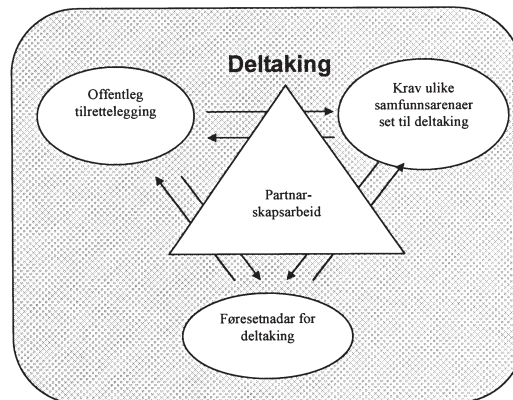 Deltaking
Offentleg
tilrettelegging
Krav ulike
samfunnsarenaer
set til deltaking
Partnar-
skapsarbeid
Føresetnadar for
deltaking